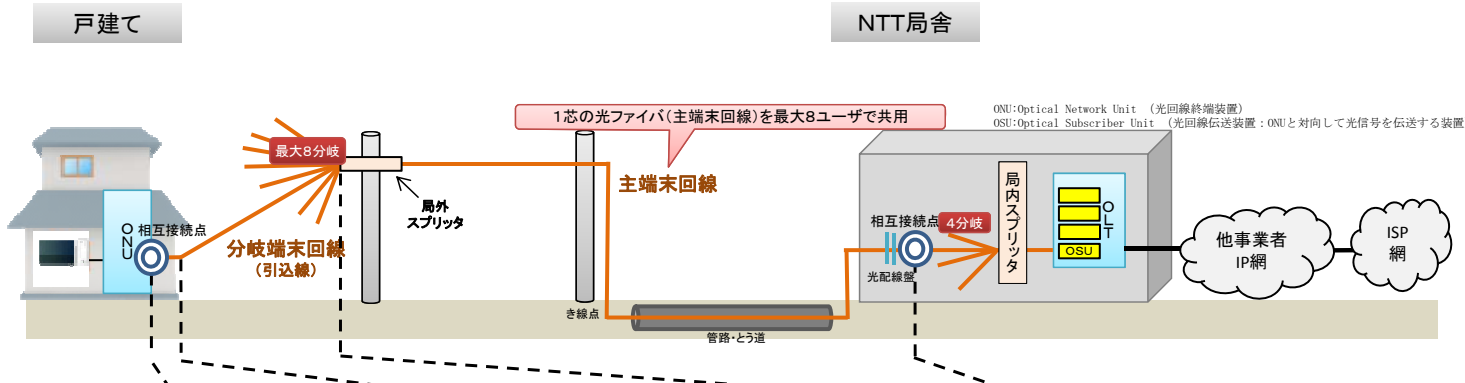 戸建て
NTT局舎
1芯の光ファイバ(主端末回線)を最大8ユーザで共用
ONU:Optical Network Unit (光回線終端装置)
OSU:Optical Subscriber Unit (光回線伝送装置:ONUと対向して光信号を伝送する装置
最大8分岐
局外
スプリッタ
主端末回線
ONU
相互接続点
分岐端末回線
(引込線)
き線点
管路・とう道
相互接続点
光配線盤
4分岐
局内スプリッタ
OLT
OSU
他事業者
IP網
ISP
網